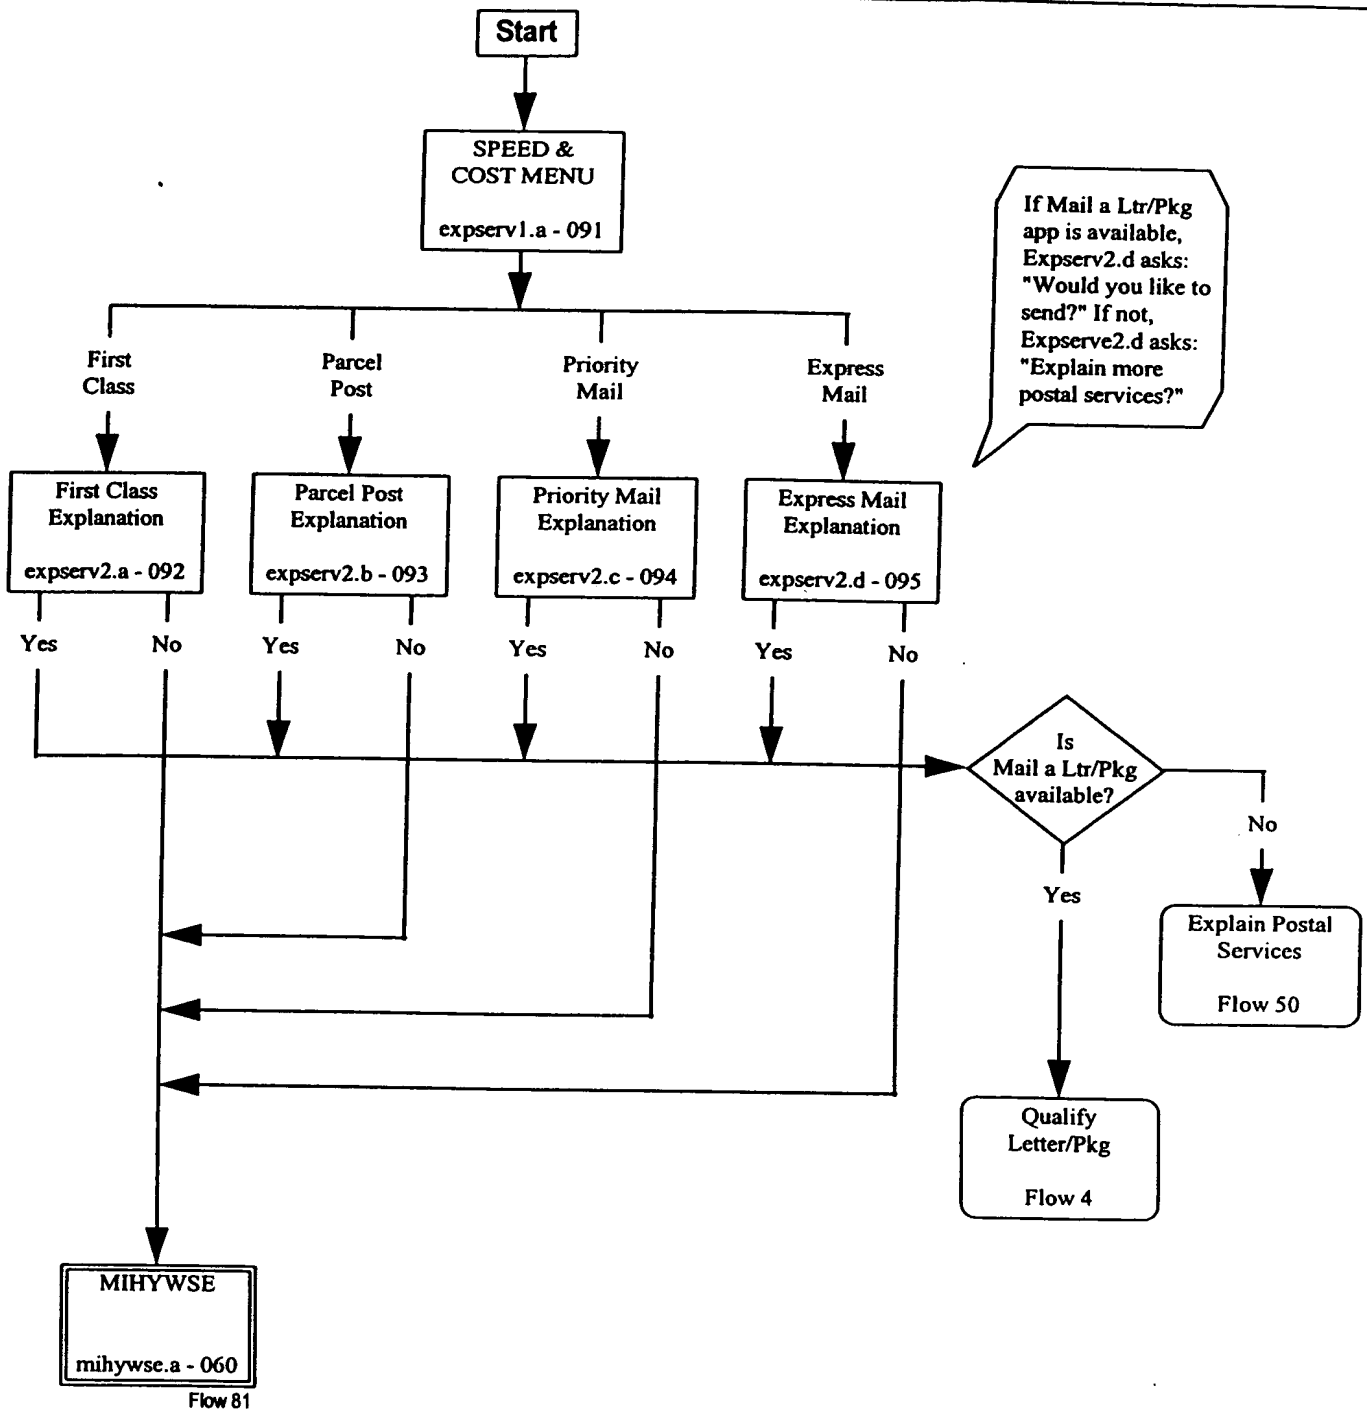 Start
SPEED &
COST MENU
expserv1.a - 091
If Mail a Ltr/Pkg
app is available,
Expserv2.d asks:
"Would you like to
send?" If not,
Expserve2.d asks:
"Explain more
postal services?"
First
Class
Parcel
Post
Priority
Mail
Express
Mail
First Class
Explanation
expserv2.a - 092
Parcel Post
Explanation
expserv2.b - 093
Priority Mail
Explanation
expserv2.c - 094
Express Mail
Explanation
expserv2.d - 095
Yes
No
Yes
No
Yes
No
Yes
No
Is
Mail a Ltr/Pkg
available?
No
Yes
Explain Postal
Services
Flow 50
Qualify
Letter/Pkg
Flow 4
MIHYWSE
mihywse.a - 060
Flow 81